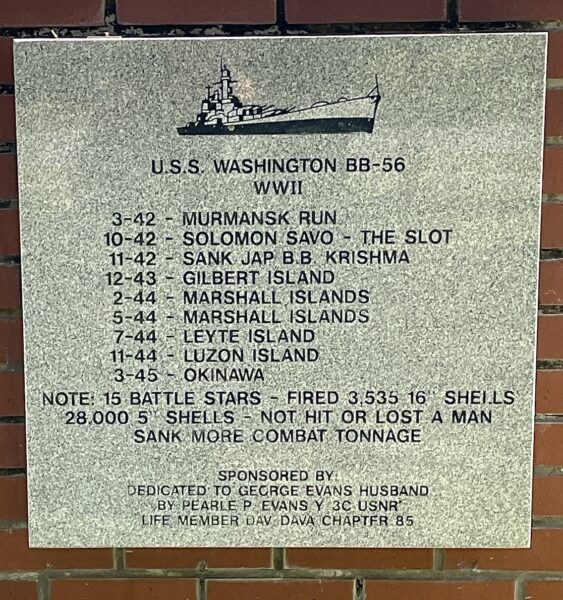 U.S.S. WASHINGTON BB-56
WWII
3-42 - MURMANSK RUN
10-42 - SOLOMON SAVO - THE SLOT
11-42 - SANK JAP B.B. KRISHMA
12-43 - GILBERT ISLAND
2-44 - MARSHALL ISLANDS
5-44 - MARSHALL ISLANDS
7-44 - LEYTE ISLAND
11-44 - LUZON ISLAND
3-45 - OKINAWA
NOTE: 15 BATTLE STARS - FIRED 3,535 16" SHELLS
28,000 5" SHELLS - NOT HIT OR LOST A MAN
SANK MORE COMBAT TONNAGE
SPONSORED BY:
DEDICATED TO GEORGE EVANS HUSBAND
BY PEARLE P. EVANS Y 3C USNR
LIFE MEMBER DAV DAVA CHAPTER 85